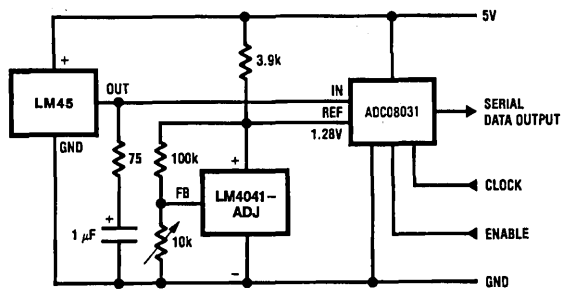 5V
+
3.9k
LM45
OUT
IN
ADC08031
SERIAL
DATA OUTPUT
REF
1.28V
GND
75
100k
+
LM4041-
ADJ
FB
CLOCK
+
1 µF
10k
ENABLE
−
GND